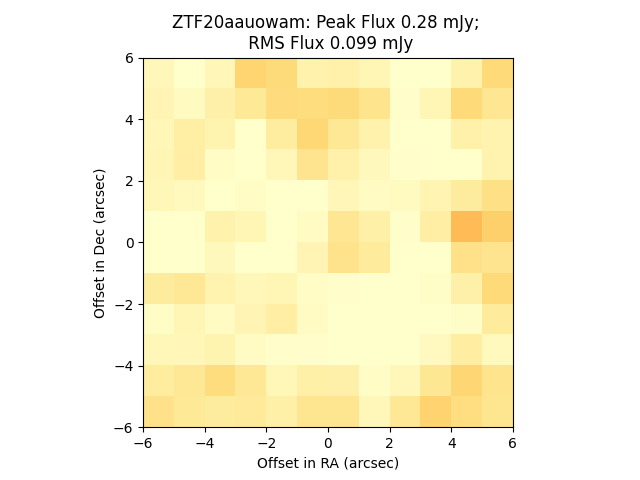 ZTF20aauowam: Peak Flux 0.28 mJy;
RMS Flux 0.099 mJy
6
4
2
0
−2
−4
−6
Offset in Dec (arcsec)
−6 −4 −2 0 2 4 6
Offset in RA (arcsec)